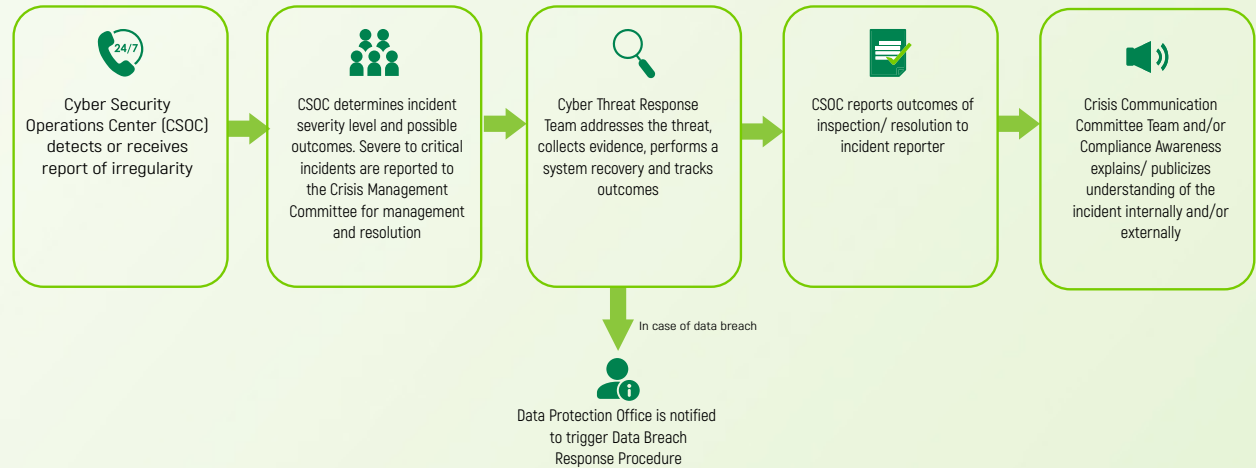 24/7
Cyber Security
Operations Center (CSOC)
detects or receives
report of irregularity
CSOC determines incident
severity level and possible
outcomes. Severe to critical
incidents are reported to
the Crisis Management
Committee for management
and resolution
Cyber Threat Response
Team addresses the threat,
collects evidence, performs a
system recovery and tracks
outcomes
CSOC reports outcomes of
inspection/ resolution to
incident reporter
Crisis Communication
Committee Team and/or
Compliance Awareness
explains/ publicizes
understanding of the
incident internally and/or
externally
In case of data breach
Data Protection Office is notified
to trigger Data Breach
Response Procedure